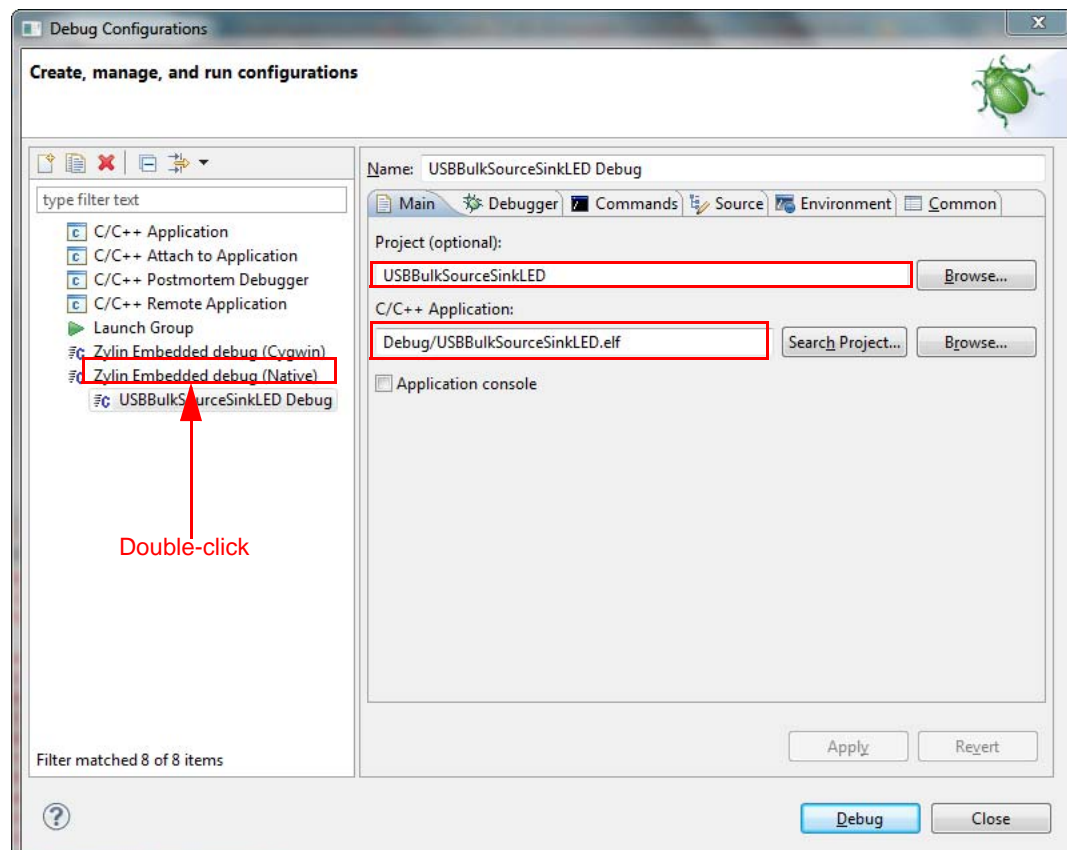 Debug Configurations
Create, manage, and run configurations
type filter text
C/C++ Application
C/C++ Attach to Application
C/C++ Postmortem Debugger
C/C++ Remote Application
Launch Group
Zylin Embedded debug (Cygwin)
Zylin Embedded debug (Native)
USBBulkSourceSinkLED Debug
Double-click
Filter matched 8 of 8 items
Name: USBBulkSourceSinkLED Debug
Main Debugger Commands Source Environment Common
Project (optional):
USBBulkSourceSinkLED Browse...
C/C++ Application:
Debug/USBBulkSourceSinkLED.elf Search Project... Browse...
Application console
Apply Revert
Debug Close